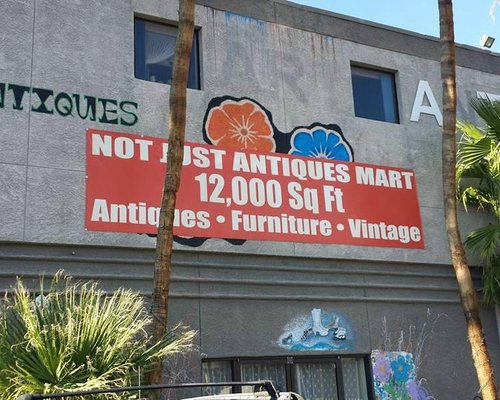 NTIQUES
A
NOT JUST ANTIQUES MART
12,000 Sq Ft
Antiques • Furniture • Vintage